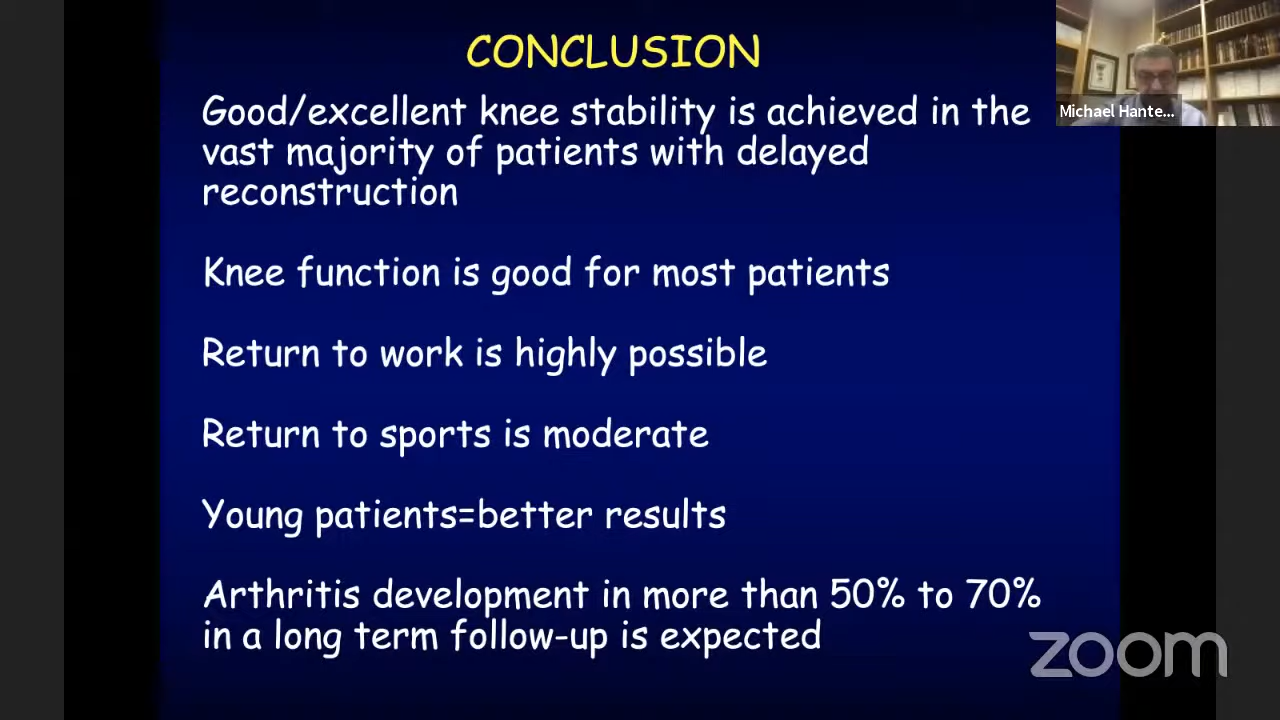 CONCLUSION
Good/excellent knee stability is achieved in the
vast majority of patients with delayed
reconstruction
Knee function is good for most patients
Return to work is highly possible
Return to sports is moderate
Young patients=better results
Arthritis development in more than 50% to 70%
in a long term follow-up is expected
Michael Hante...
zoom